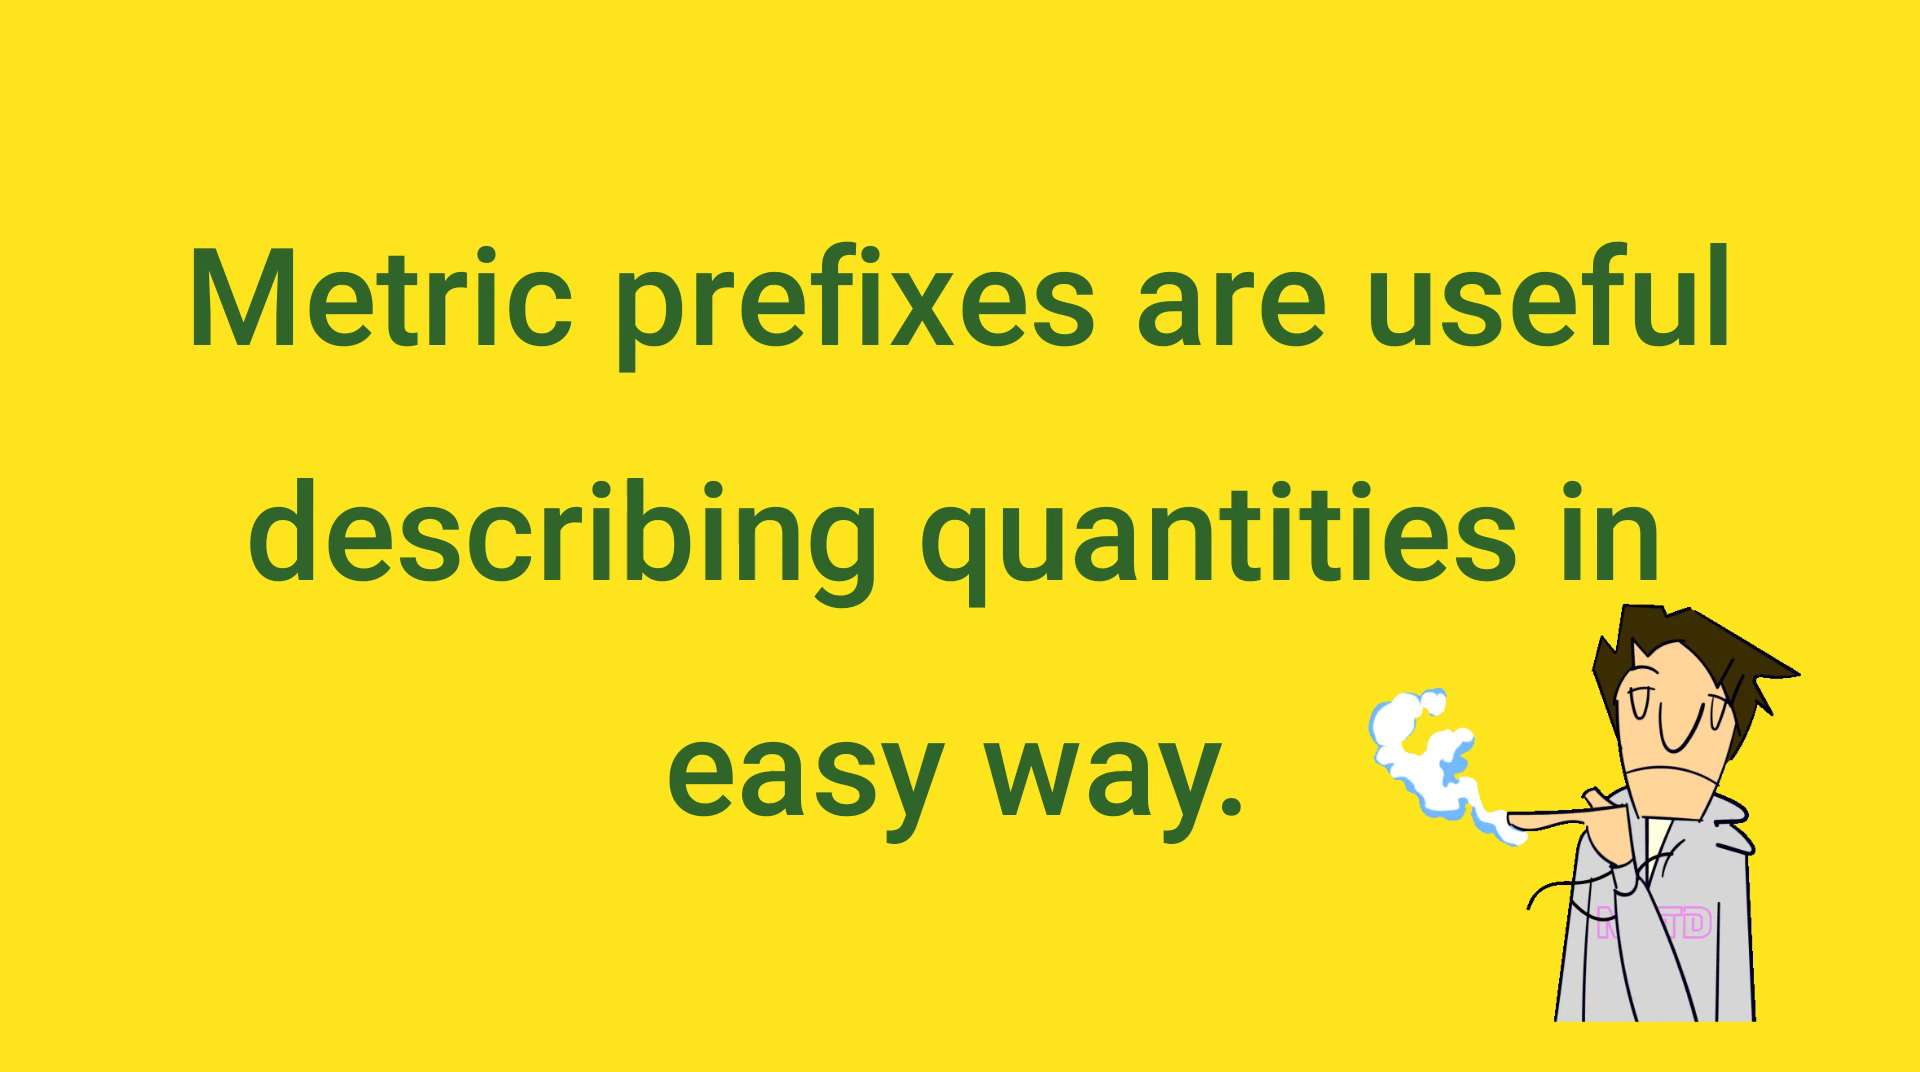 Metric prefixes are useful
describing quantities in
easy way.